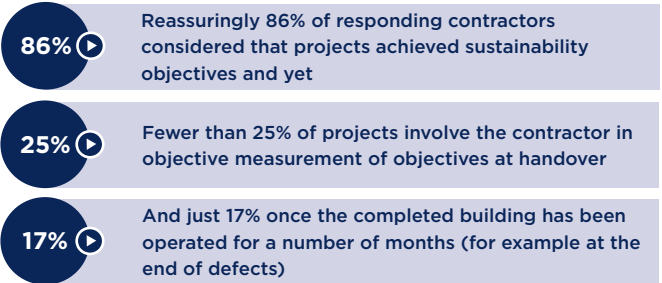 86%
Reassuringly 86% of responding contractors
considered that projects achieved sustainability
objectives and yet
25%
Fewer than 25% of projects involve the contractor in
objective measurement of objectives at handover
17%
And just 17% once the completed building has been
operated for a number of months (for example at the
end of defects)